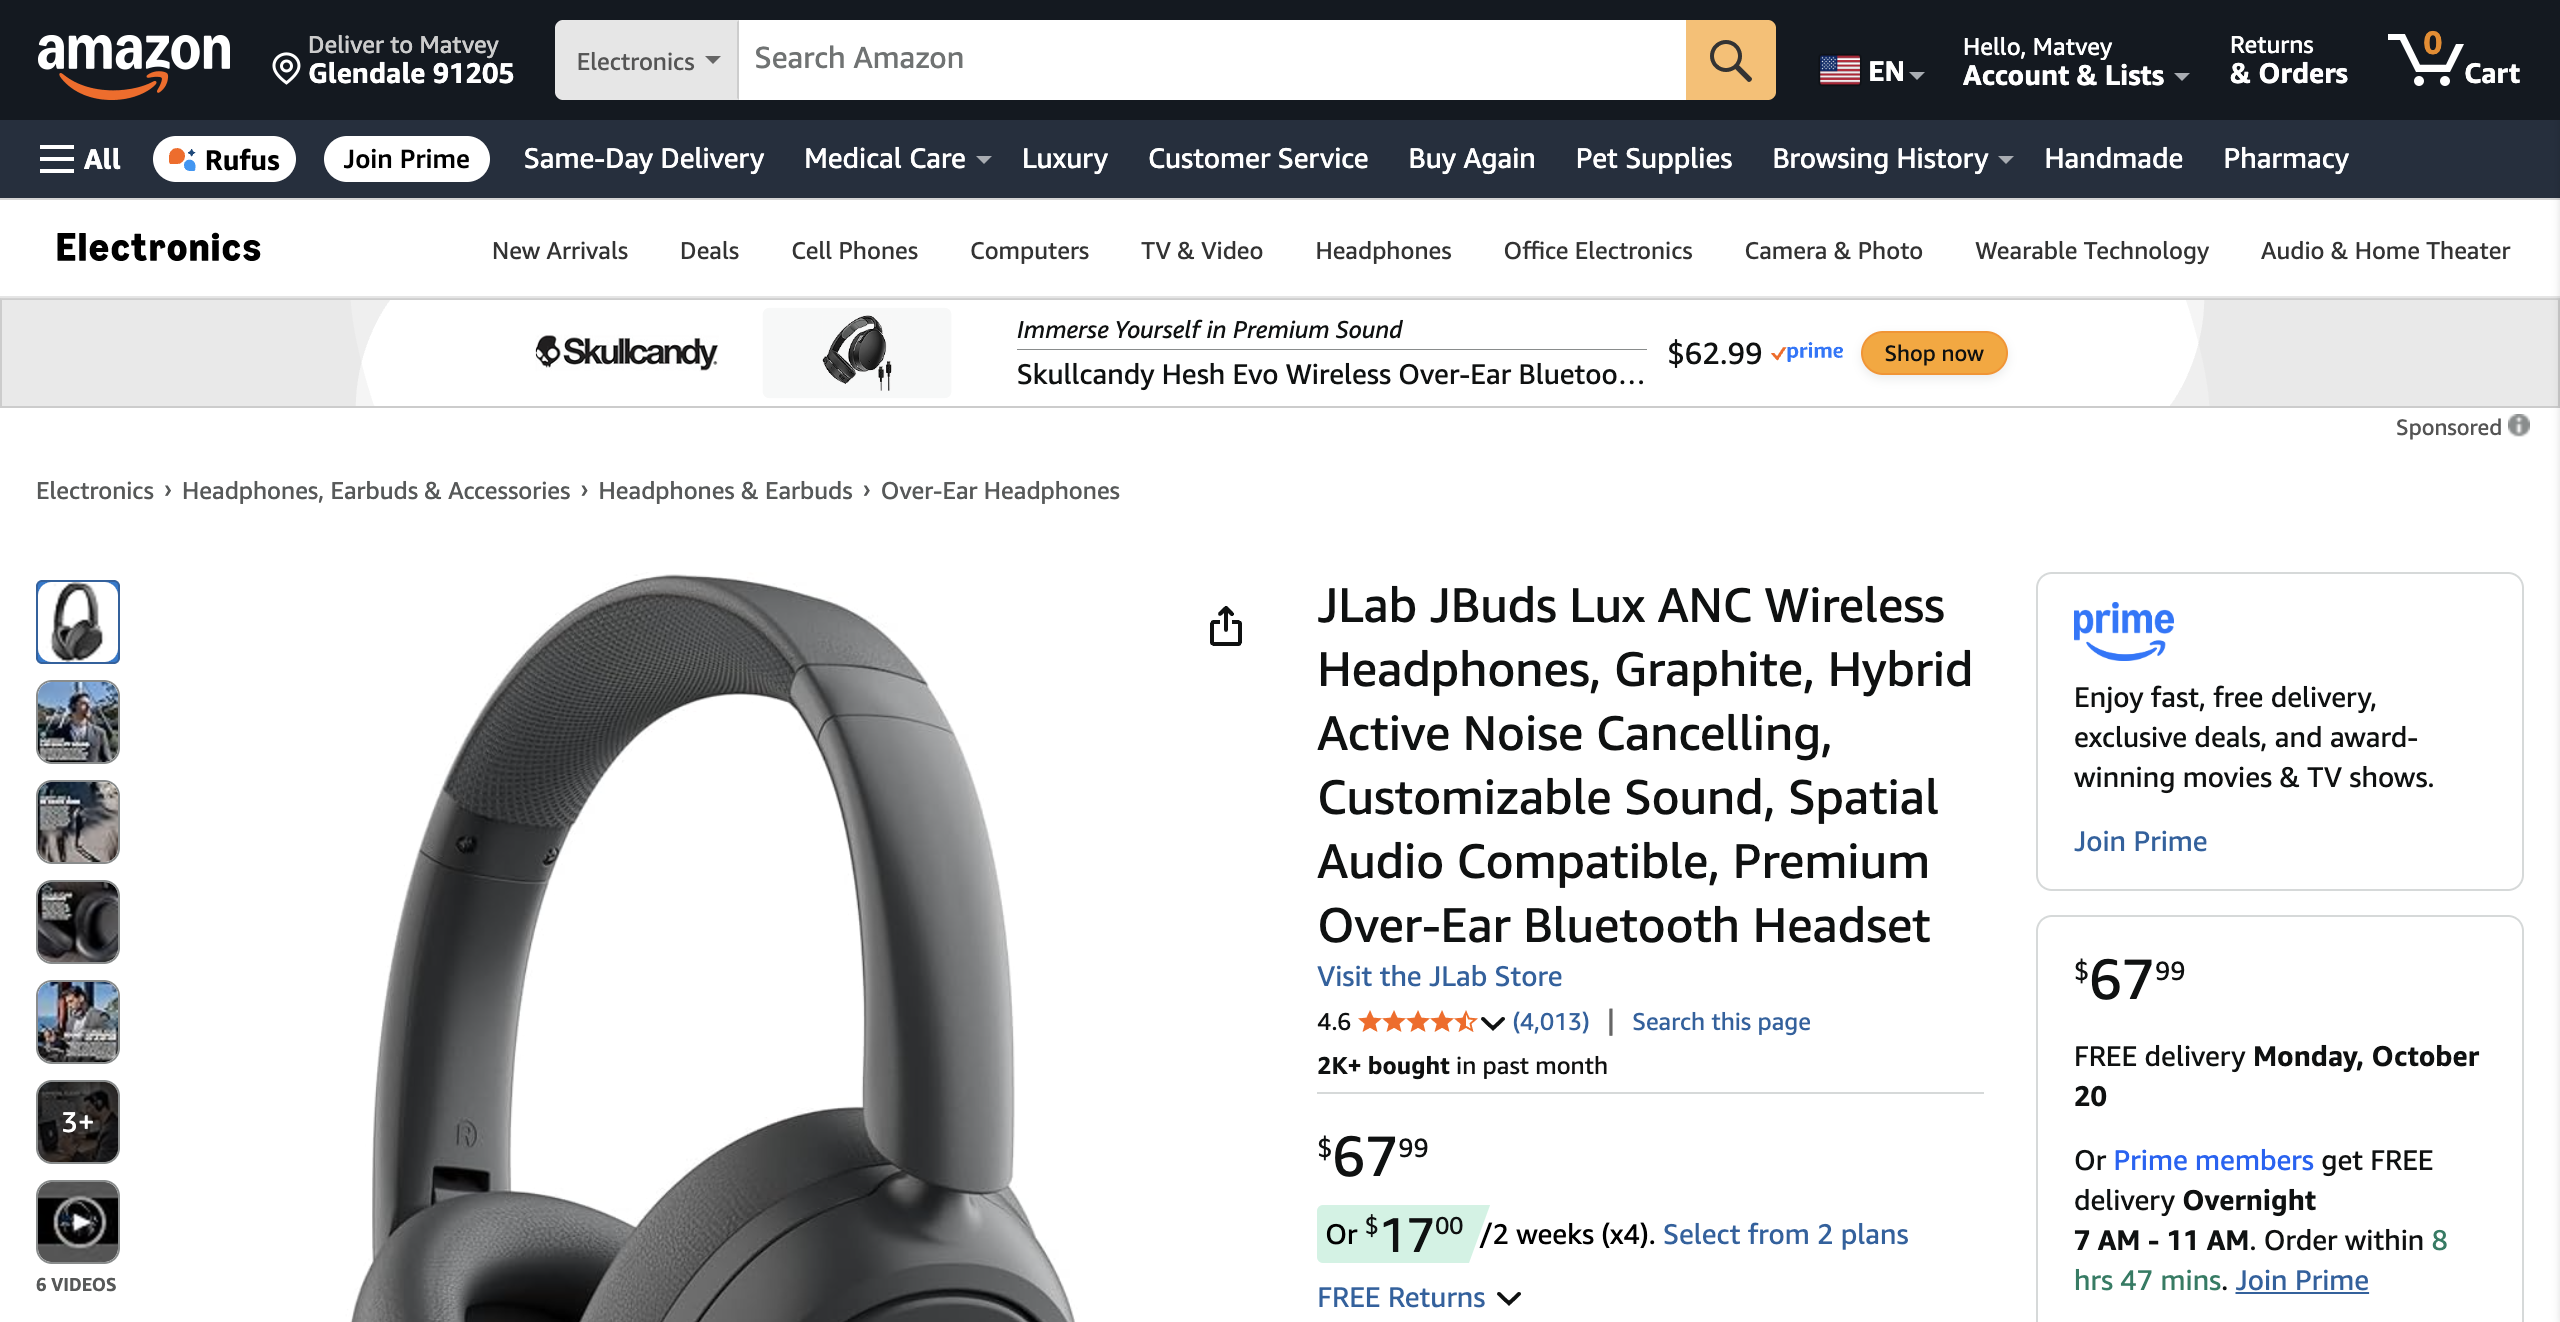 amazon
Deliver to Matvey
Glendale 91205
Electronics
Search Amazon
EN
Hello, Matvey
Account & Lists
Returns
& Orders
0
Cart
All
Rufus
Join Prime
Same-Day Delivery
Medical Care
Luxury
Customer Service
Buy Again
Pet Supplies
Browsing History
Handmade
Pharmacy
Electronics
New Arrivals
Deals
Cell Phones
Computers
TV & Video
Headphones
Office Electronics
Camera & Photo
Wearable Technology
Audio & Home Theater
Skullcandy
Immerse Yourself in Premium Sound
Skullcandy Hesh Evo Wireless Over-Ear Bluetoo...
$62.99
prime
Shop now
Sponsored
Electronics › Headphones, Earbuds & Accessories › Headphones & Earbuds › Over-Ear Headphones
3+
6 VIDEOS
R
JLab JBuds Lux ANC Wireless
Headphones, Graphite, Hybrid
Active Noise Cancelling,
Customizable Sound, Spatial
Audio Compatible, Premium
Over-Ear Bluetooth Headset
Visit the JLab Store
4.6 (4,013) | Search this page
2K+ bought in past month
$67.99
Or $17.00 /2 weeks (x4). Select from 2 plans
FREE Returns
prime
Enjoy fast, free delivery,
exclusive deals, and award-
winning movies & TV shows.
Join Prime
$67.99
FREE delivery Monday, October
20
Or Prime members get FREE
delivery Overnight
7 AM - 11 AM. Order within 8
hrs 47 mins. Join Prime